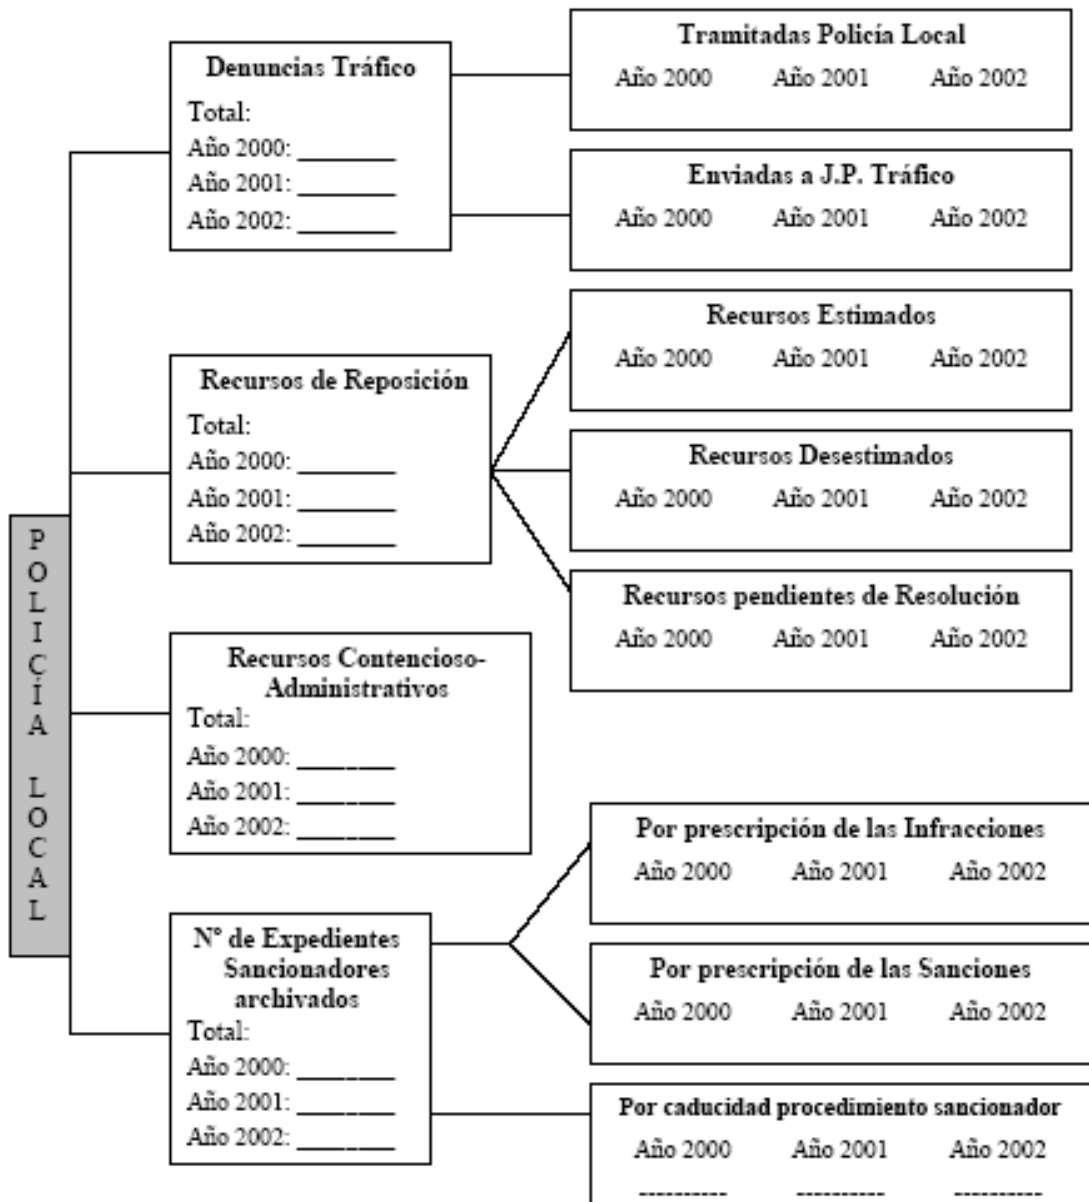 POLICÍA LOCAL
Denuncias Tráfico
Total:
Año 2000: ________
Año 2001: ________
Año 2002: ________
Tramitadas Policía Local
Año 2000 Año 2001 Año 2002
Enviadas a J.P. Tráfico
Año 2000 Año 2001 Año 2002
Recursos de Reposición
Total:
Año 2000: ________
Año 2001: ________
Año 2002: ________
Recursos Estimados
Año 2000 Año 2001 Año 2002
Recursos Desestimados
Año 2000 Año 2001 Año 2002
Recursos pendientes de Resolución
Año 2000 Año 2001 Año 2002
Recursos Contencioso-
Administrativos
Total:
Año 2000: ________
Año 2001: ________
Año 2002: ________
Nº de Expedientes
Sancionadores
archivados
Total:
Año 2000: ________
Año 2001: ________
Año 2002: ________
Por prescripción de las Infracciones
Año 2000 Año 2001 Año 2002
Por prescripción de las Sanciones
Año 2000 Año 2001 Año 2002
Por caducidad procedimiento sancionador
Año 2000 Año 2001 Año 2002
---------- ---------- ----------